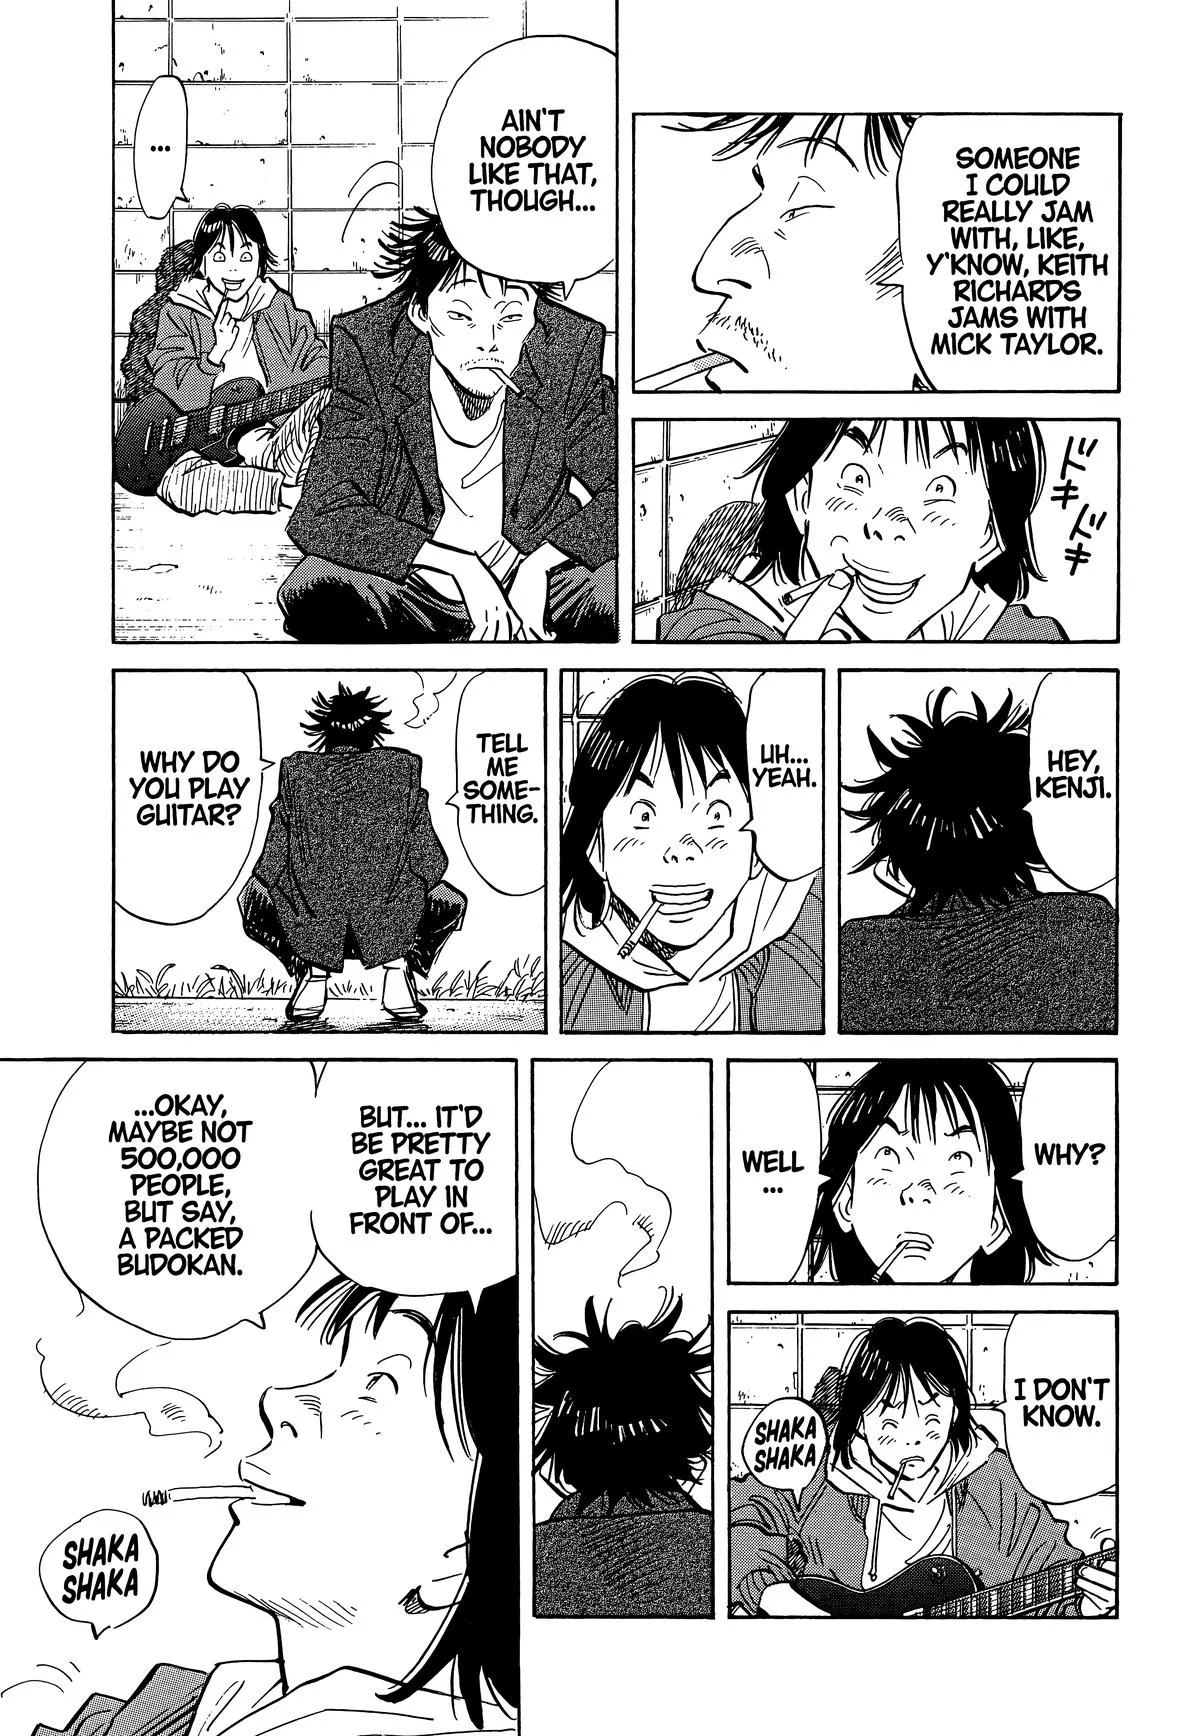 SOMEONE
I COULD
REALLY JAM
WITH, LIKE,
Y'KNOW, KEITH
RICHARDS
JAMS WITH
MICK TAYLOR.
ドキ
ドキ
AIN'T
NOBODY
LIKE THAT,
THOUGH...
...
HEY,
KENJI.
UH...
YEAH.
TELL
ME
SOME-
THING.
WHY DO
YOU PLAY
GUITAR?
WHY?
WELL
...
I DON'T
KNOW.
SHAKA
SHAKA
BUT... IT'D
BE PRETTY
GREAT TO
PLAY IN
FRONT OF...
...OKAY,
MAYBE NOT
500,000
PEOPLE,
BUT SAY,
A PACKED
BUDOKAN.
SHAKA
SHAKA